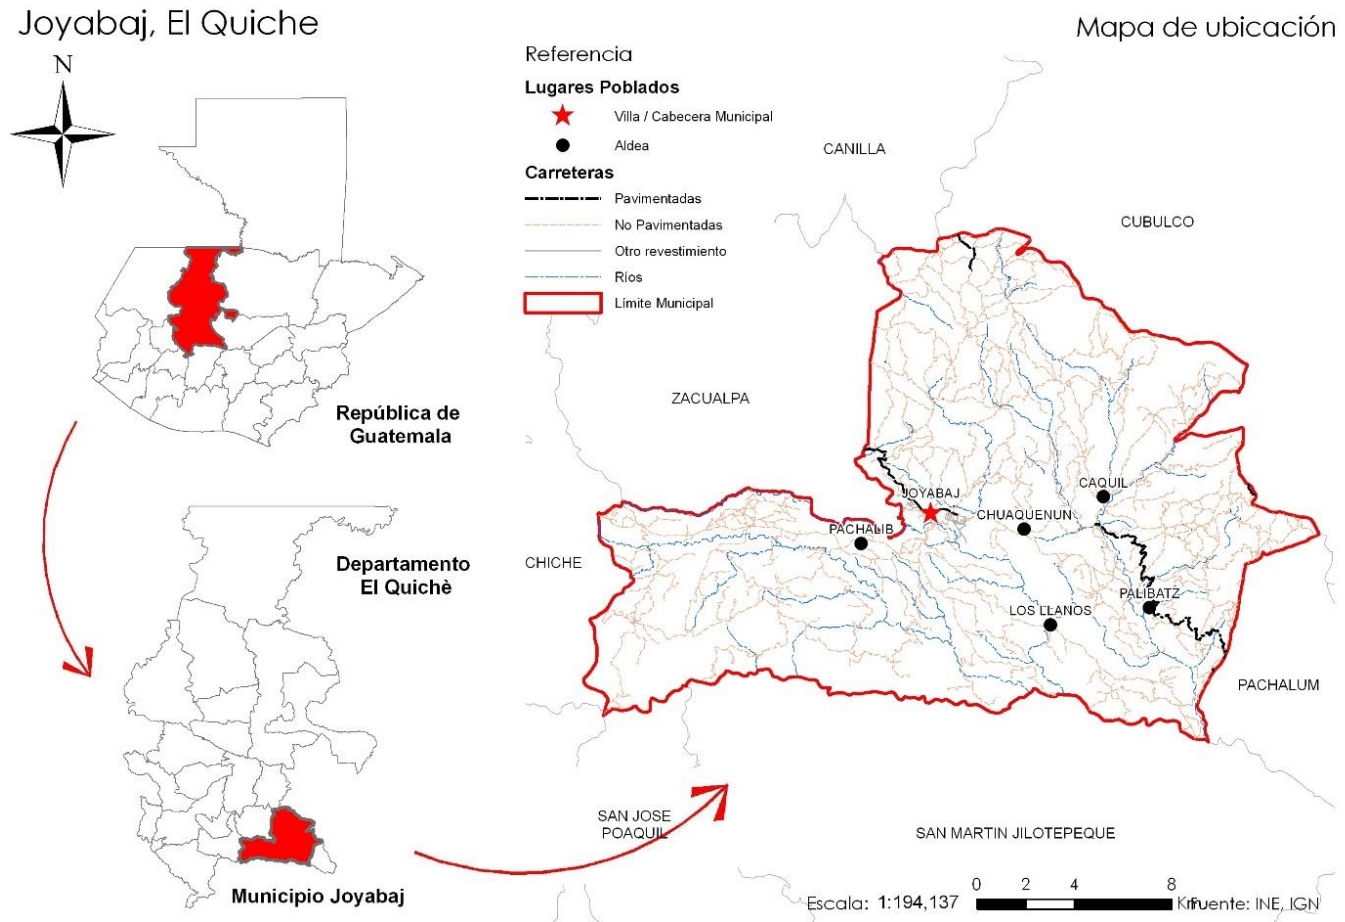 Joyabaj, El Quiche
Mapa de ubicación
N
Referencia
Lugares Poblados
Villa / Cabecera Municipal
Aldea
Carreteras
Pavimentadas
No Pavimentadas
Otro revestimiento
Ríos
Límite Municipal
República de
Guatemala
Departamento
El Quichè
Municipio Joyabaj
CANILLA
CUBULCO
ZACUALPA
JOYABAJ
CAQUIL
CHUAQUENUN
PACHALIB
CHICHE
PALIBATZ
LOS LLANOS
PACHALUM
SAN JOSE
POAQUIL
SAN MARTIN JILOTEPEQUE
Escala: 1:194,137
0 2 4 8 Km
Fuente: INE, IGN